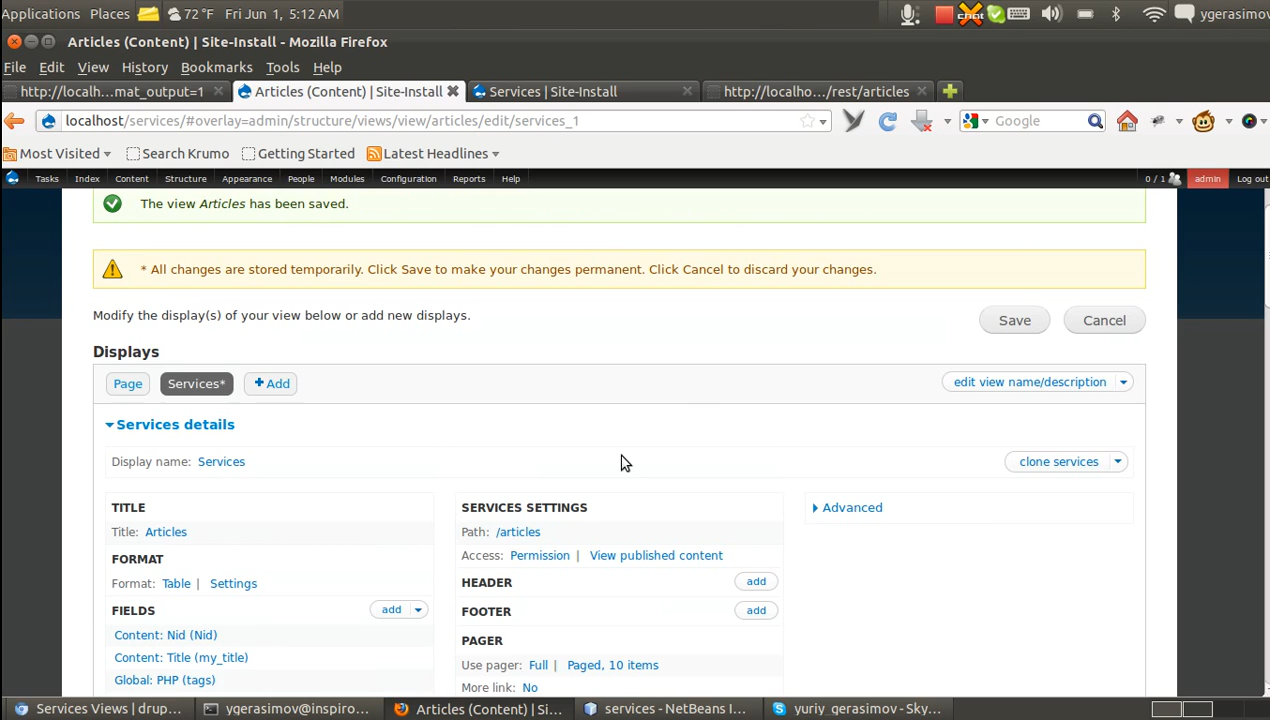 Applications Places 72 °F Fri Jun 1, 5:12 AM ygerasimov
Articles (Content) | Site-Install - Mozilla Firefox
File Edit View History Bookmarks Tools Help
http://localh...mat_output=1 Articles (Content) | Site-Install Services | Site-Install http://localho.../rest/articles
localhost/services/#overlay=admin/structure/views/view/articles/edit/services_1 Google
Most Visited Search Krumo Getting Started Latest Headlines
Tasks Index Content Structure Appearance People Modules Configuration Reports Help 0 / 1 admin Log out
The view Articles has been saved.
* All changes are stored temporarily. Click Save to make your changes permanent. Click Cancel to discard your changes.
Modify the display(s) of your view below or add new displays. Save Cancel
Displays
Page Services* Add edit view name/description
Services details
Display name: Services clone services
TITLE SERVICES SETTINGS Advanced
Title: Articles Path: /articles
Access: Permission | View published content
FORMAT
Format: Table | Settings HEADER add
FIELDS add FOOTER add
Content: Nid (Nid) PAGER
Content: Title (my_title) Use pager: Full | Paged, 10 items
Global: PHP (tags) More link: No
Services Views | drup... ygerasimov@inspiro... Articles (Content) | Si... services - NetBeans I... yuriy_gerasimov - Sky...